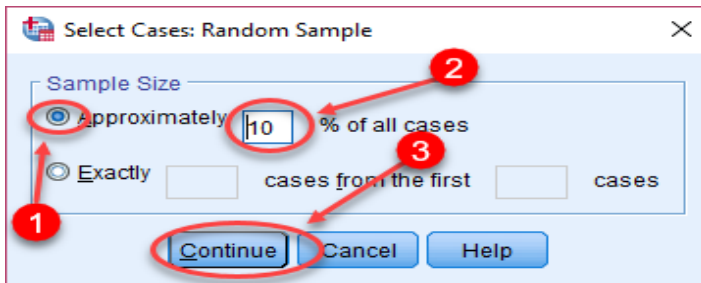 Select Cases: Random Sample
Sample Size
2
Approximately 10 % of all cases
3
Exactly cases from the first cases
1
Continue Cancel Help